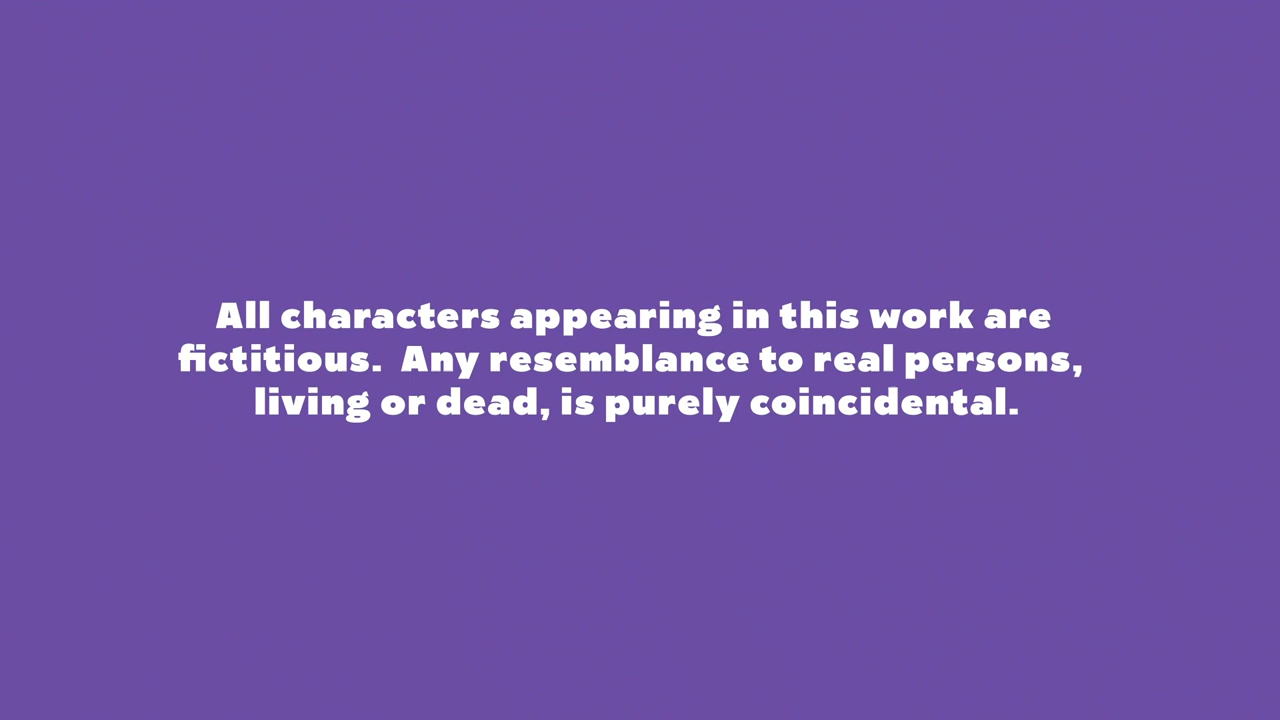 All characters appearing in this work are
fictitious.  Any resemblance to real persons,
living or dead, is purely coincidental.